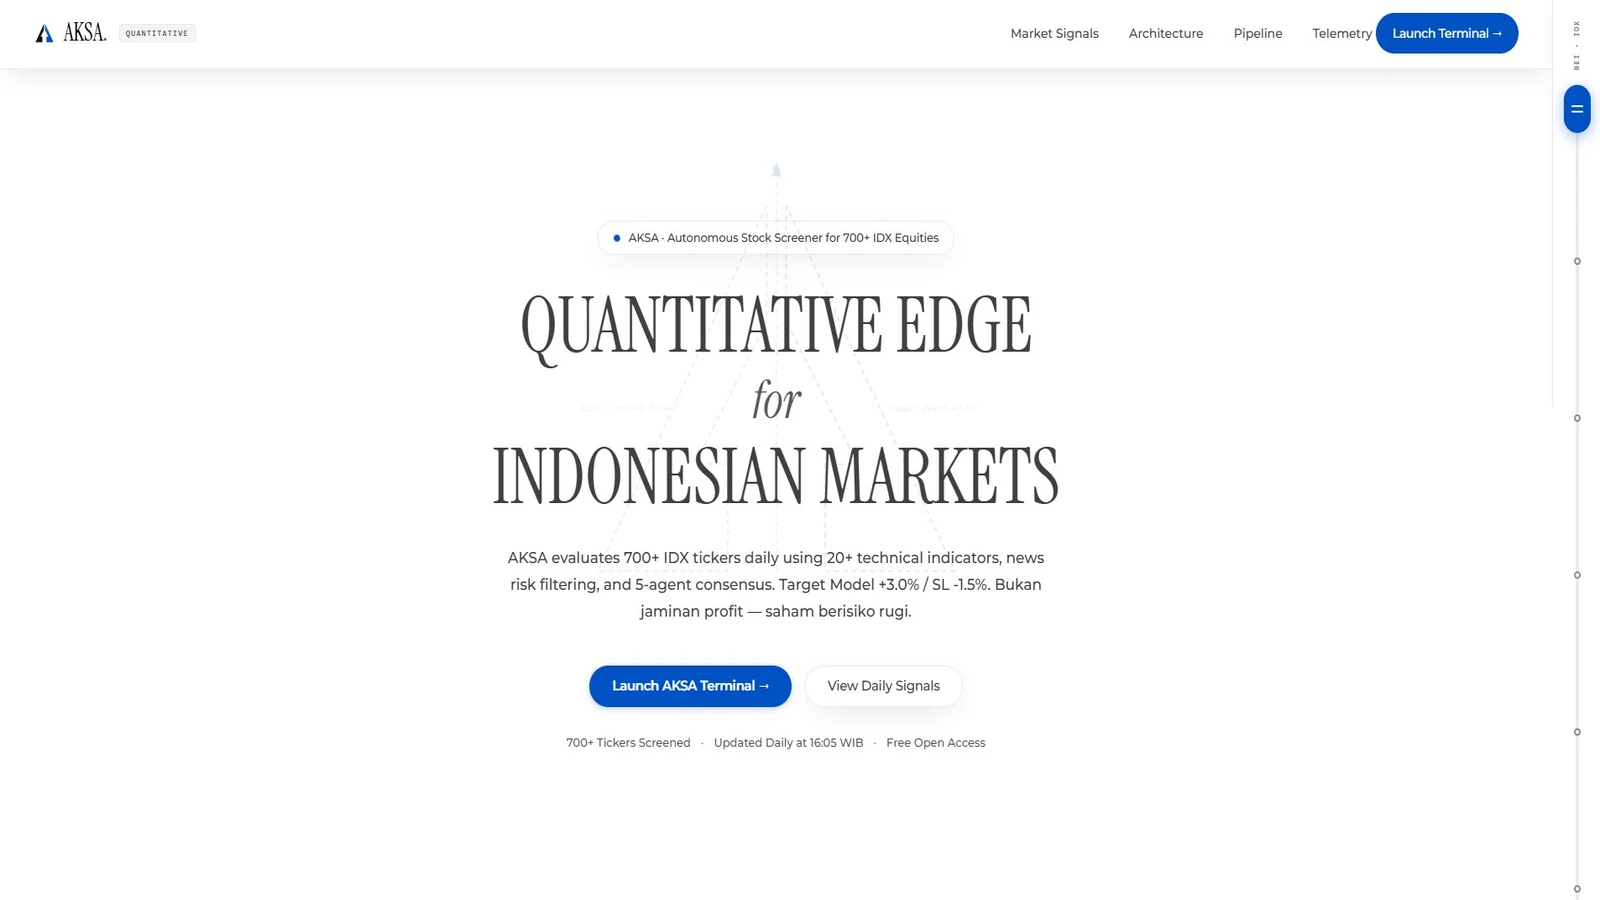 AKSA.
QUANTITATIVE
Market Signals
Architecture
Pipeline
Telemetry
Launch Terminal →
BEI · IDX
AKSA · Autonomous Stock Screener for 700+ IDX Equities
QUANTITATIVE EDGE
for
INDONESIAN MARKETS
AKSA evaluates 700+ IDX tickers daily using 20+ technical indicators, news
risk filtering, and 5-agent consensus. Target Model +3.0% / SL -1.5%. Bukan
jaminan profit — saham berisiko rugi.
Launch AKSA Terminal →
View Daily Signals
700+ Tickers Screened · Updated Daily at 16:05 WIB · Free Open Access